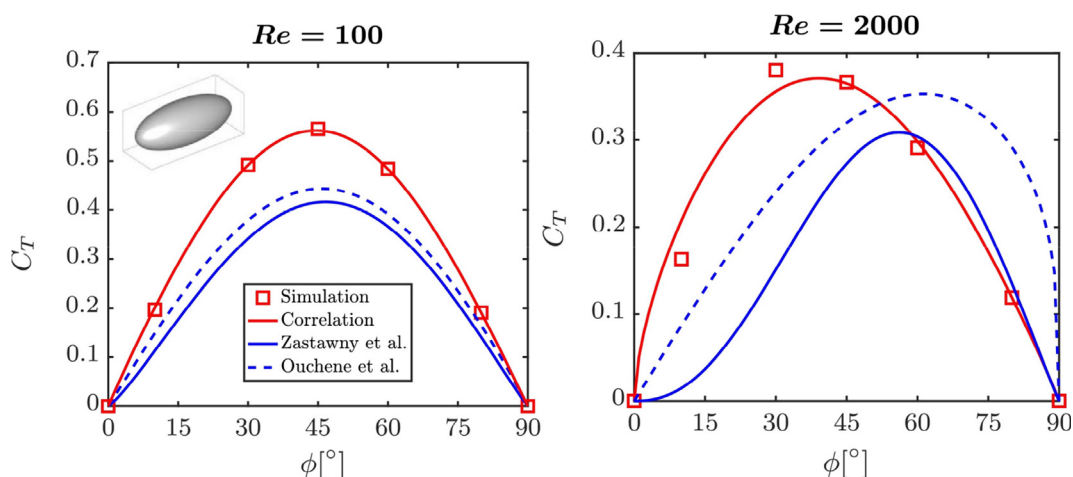 Re = 100
0.7
0.6
0.5
0.4
0.3
0.2
0.1
0
C_T
0 15 30 45 60 75 90
ϕ[°]
Simulation
Correlation
Zastawny et al.
Ouchene et al.
Re = 2000
0.4
0.3
0.2
0.1
0
C_T
0 15 30 45 60 75 90
ϕ[°]